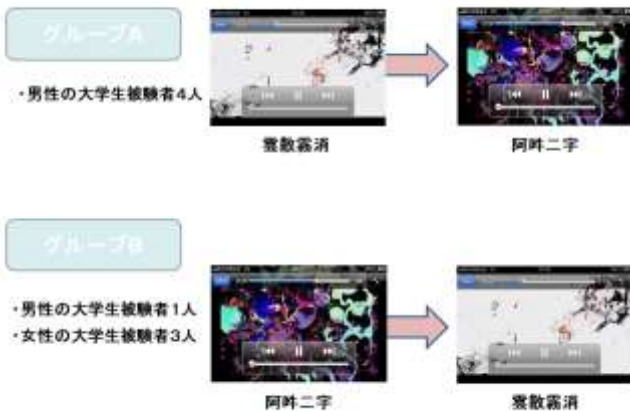 グループA
・男性の大学生被験者4人
雲散霧消
阿吽二字
グループB
・男性の大学生被験者1人
・女性の大学生被験者3人
阿吽二字
雲散霧消